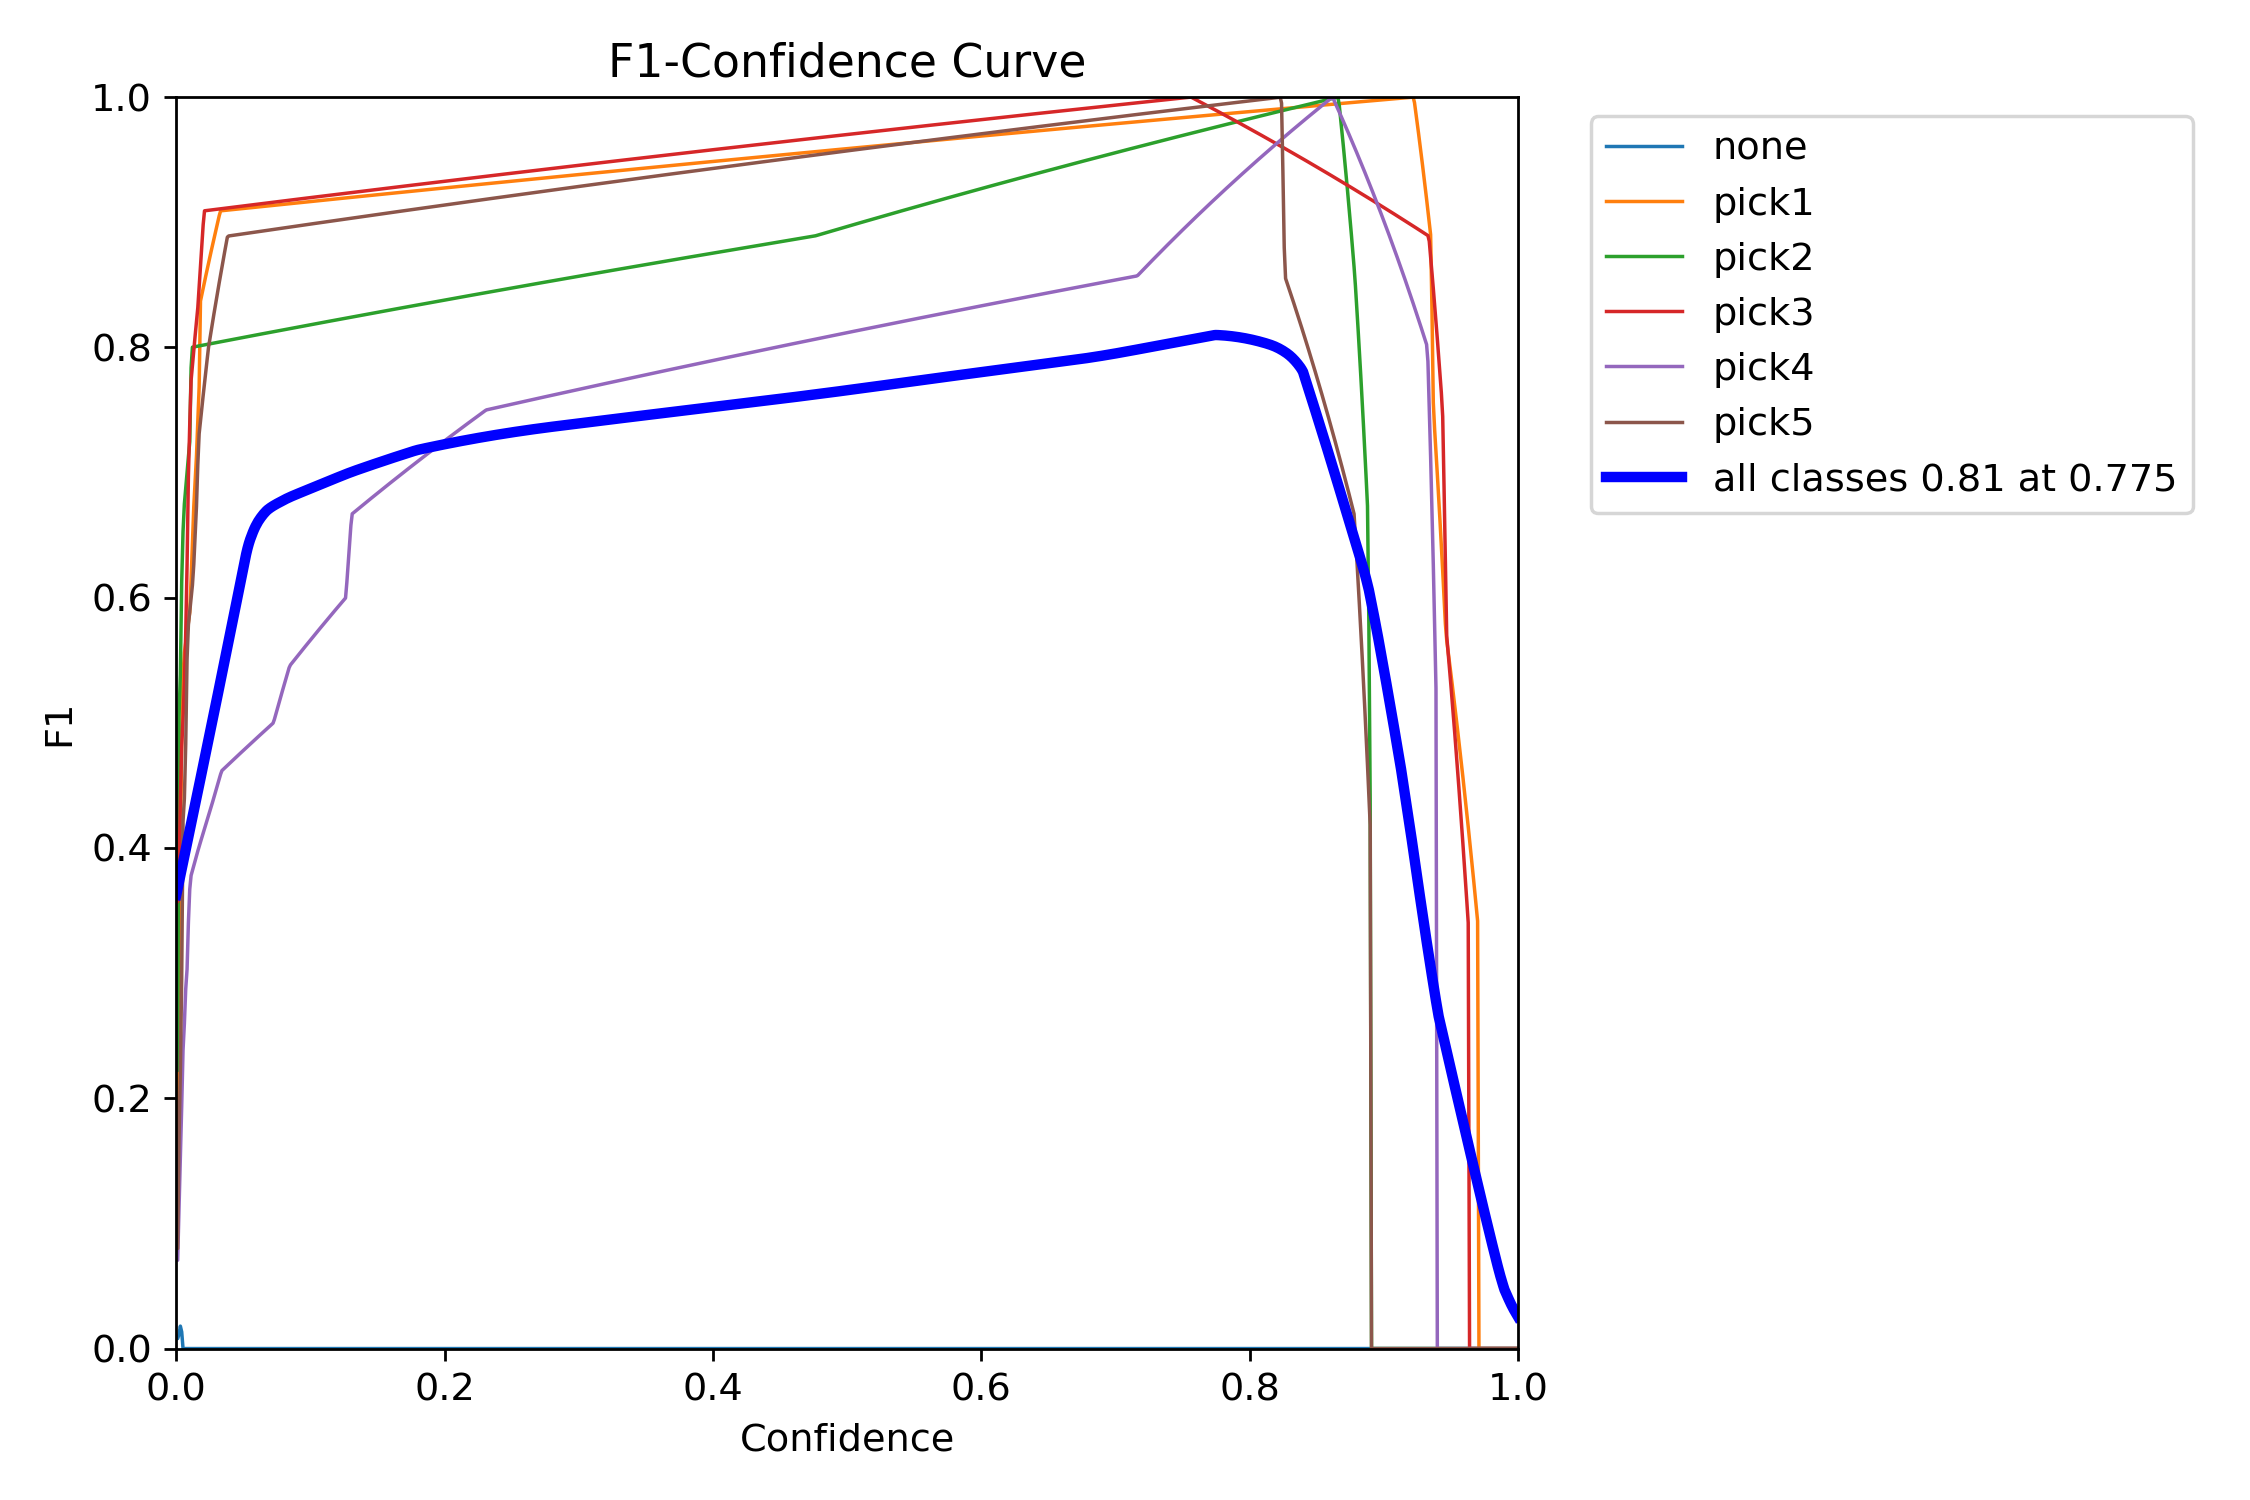 F1-Confidence Curve
1.0
0.8
0.6
0.4
0.2
0.0
F1
0.0 0.2 0.4 0.6 0.8 1.0
Confidence
none
pick1
pick2
pick3
pick4
pick5
all classes 0.81 at 0.775